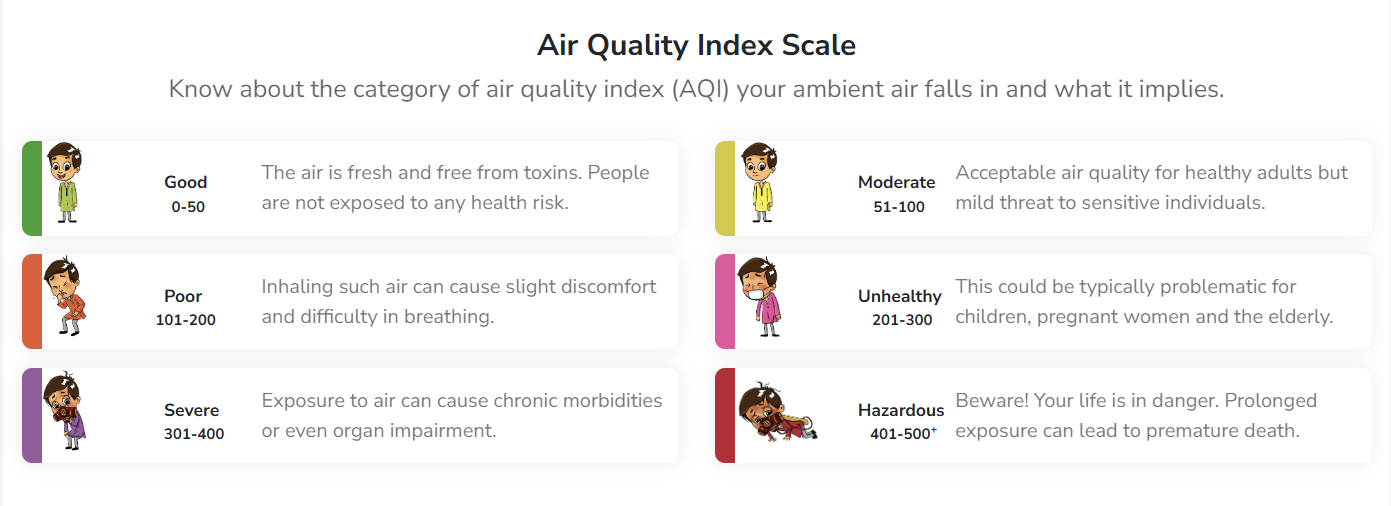 Air Quality Index Scale
Know about the category of air quality index (AQI) your ambient air falls in and what it implies.
Good
0-50
The air is fresh and free from toxins. People
are not exposed to any health risk.
Moderate
51-100
Acceptable air quality for healthy adults but
mild threat to sensitive individuals.
Poor
101-200
Inhaling such air can cause slight discomfort
and difficulty in breathing.
Unhealthy
201-300
This could be typically problematic for
children, pregnant women and the elderly.
Severe
301-400
Exposure to air can cause chronic morbidities
or even organ impairment.
Hazardous
401-500+
Beware! Your life is in danger. Prolonged
exposure can lead to premature death.